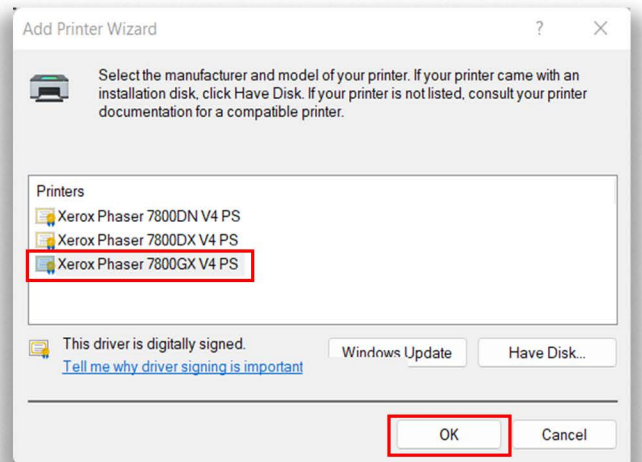 Add Printer Wizard
?
Select the manufacturer and model of your printer. If your printer came with an
installation disk, click Have Disk. If your printer is not listed, consult your printer
documentation for a compatible printer.
Printers
Xerox Phaser 7800DN V4 PS
Xerox Phaser 7800DX V4 PS
Xerox Phaser 7800GX V4 PS
This driver is digitally signed.
Tell me why driver signing is important
Windows Update
Have Disk...
OK
Cancel